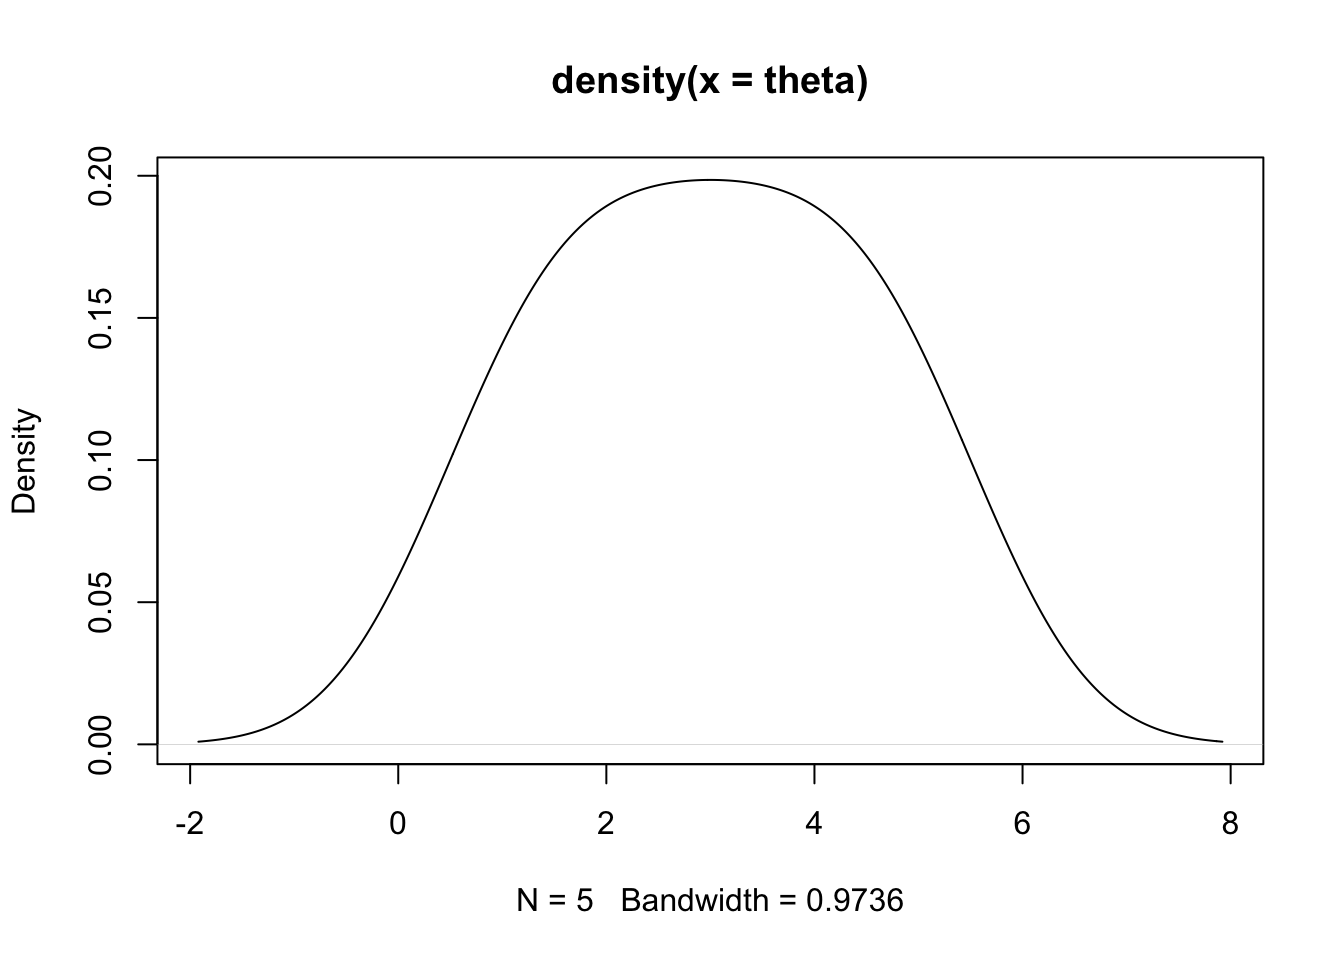 density(x = theta)
Density
0.20
0.15
0.10
0.05
0.00
-2 0 2 4 6 8
N = 5 Bandwidth = 0.9736